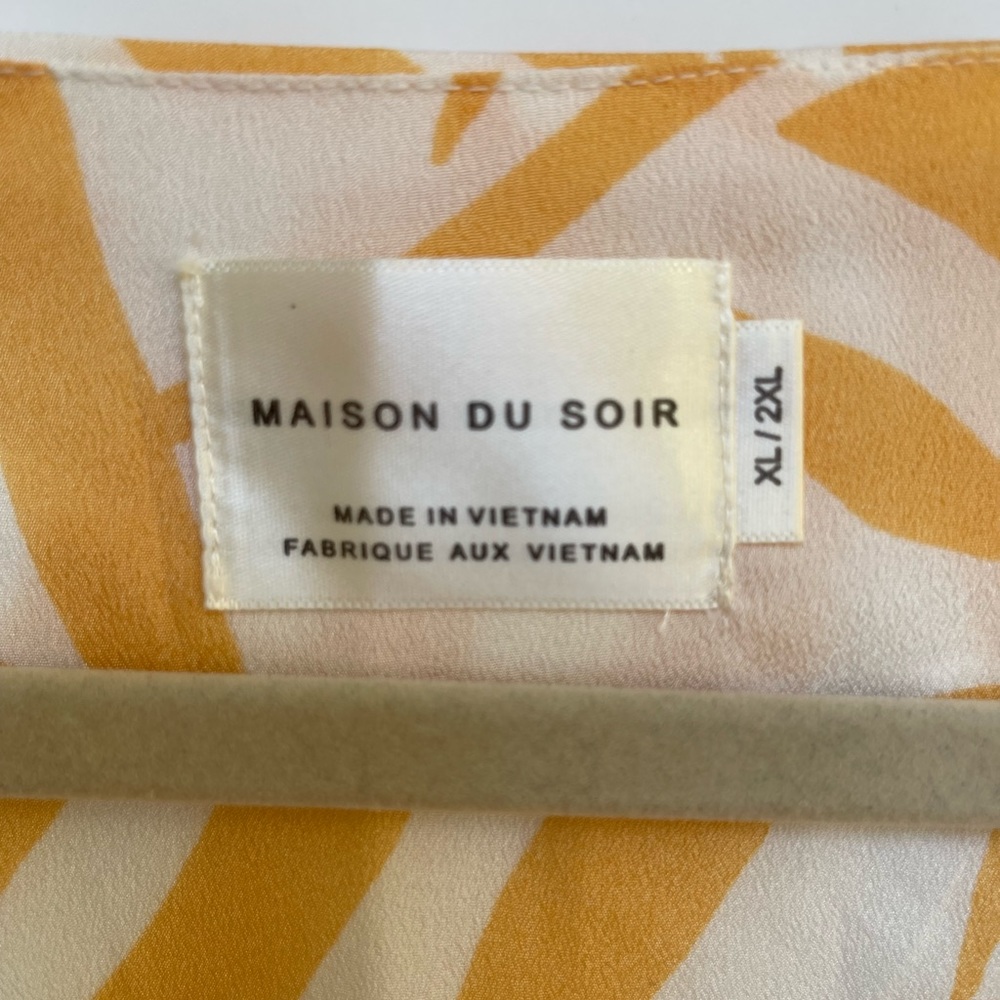 MAISON DU SOIR
MADE IN VIETNAM
FABRIQUE AUX VIETNAM
XL / 2XL